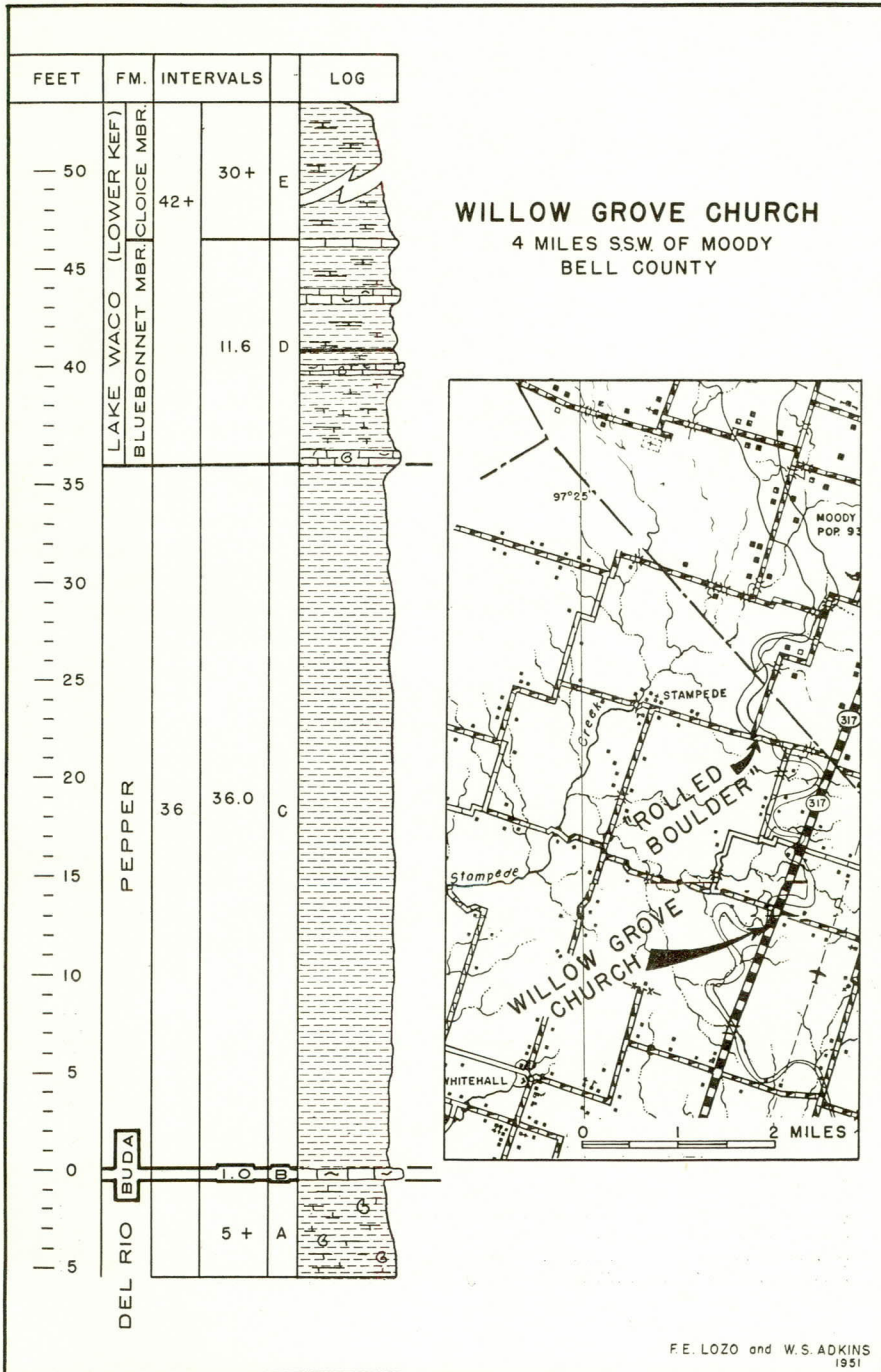 FEET FM. INTERVALS LOG
LAKE WACO (LOWER KEF)
CLOICE MBR.
BLUEBONNET MBR.
50
42+
30+
E
45
11.6
D
40
35
30
25
PEPPER
36
36.0
C
20
15
10
5
0
BUDA
1.0
B
DEL RIO
5 +
A
5
WILLOW GROVE CHURCH
4 MILES S.S.W. OF MOODY
BELL COUNTY
97°25'
MOODY
POP. 93
STAMPEDE
Creek
317
"ROLLED
BOULDER"
317
Stampede
WILLOW GROVE
CHURCH
WHITEHALL
0 1 2 MILES
F.E. LOZO and W.S. ADKINS
1951